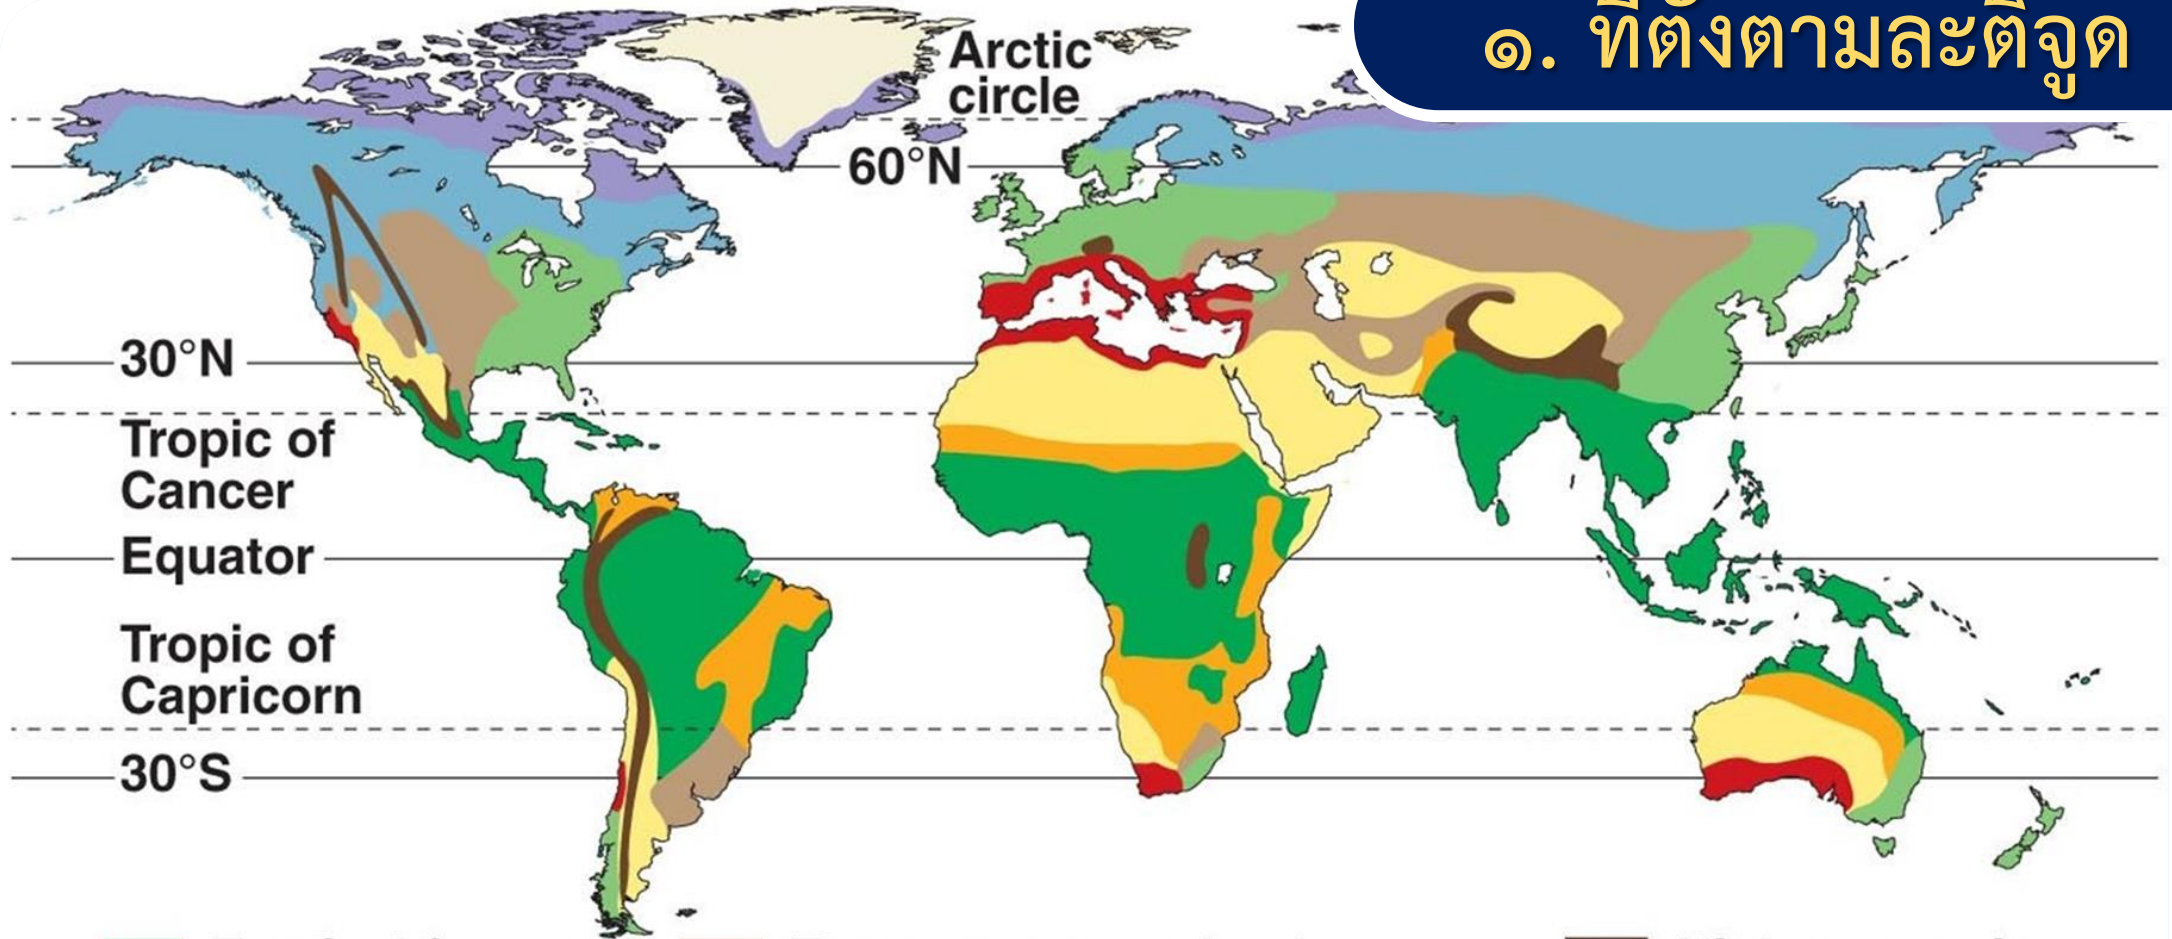 ๑. ที่ตั้งตามละติจูด
Arctic
circle
60°N
30°N
Tropic of
Cancer
Equator
Tropic of
Capricorn
30°S